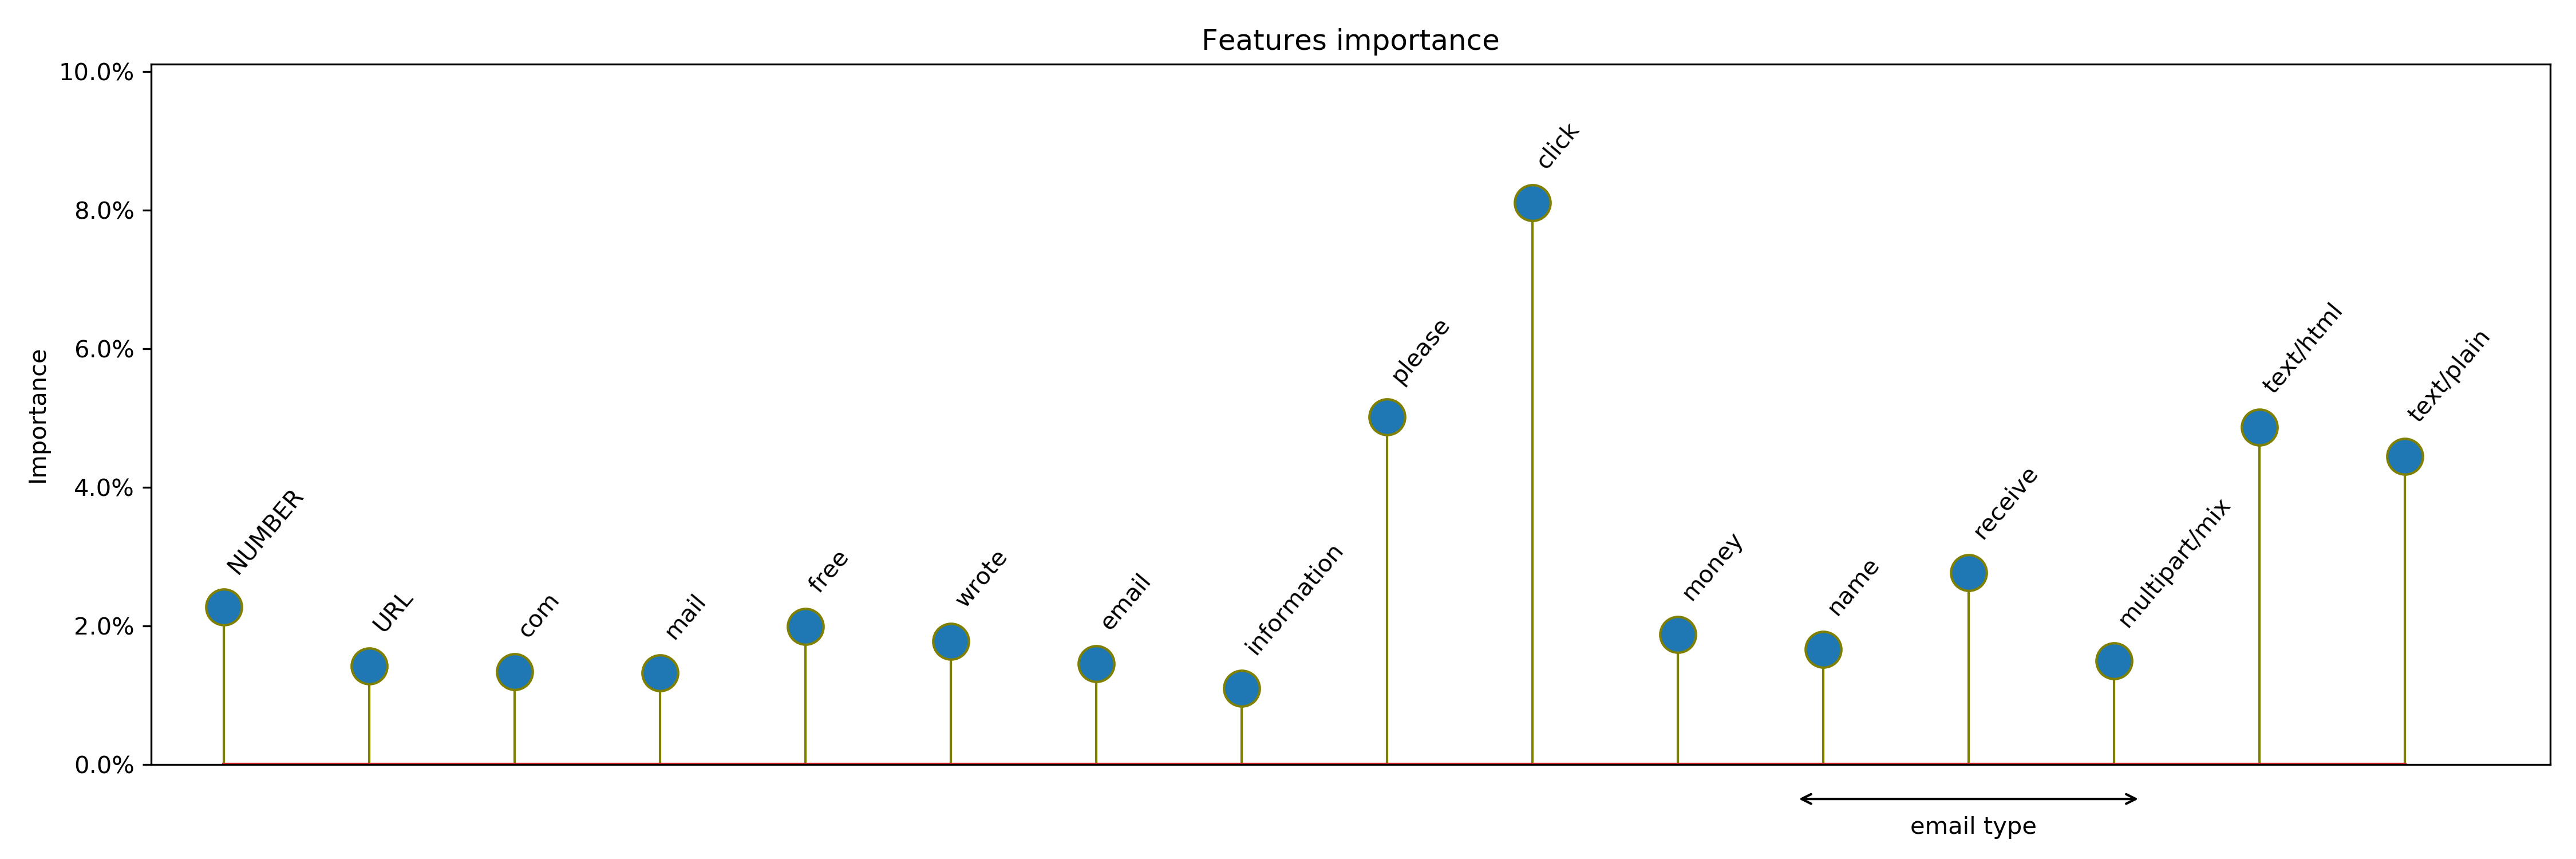 Features importance
10.0%
8.0%
6.0%
4.0%
2.0%
0.0%
Importance
NUMBER
URL
com
mail
free
wrote
email
information
please
click
money
name
receive
multipart/mix
text/html
text/plain
email type